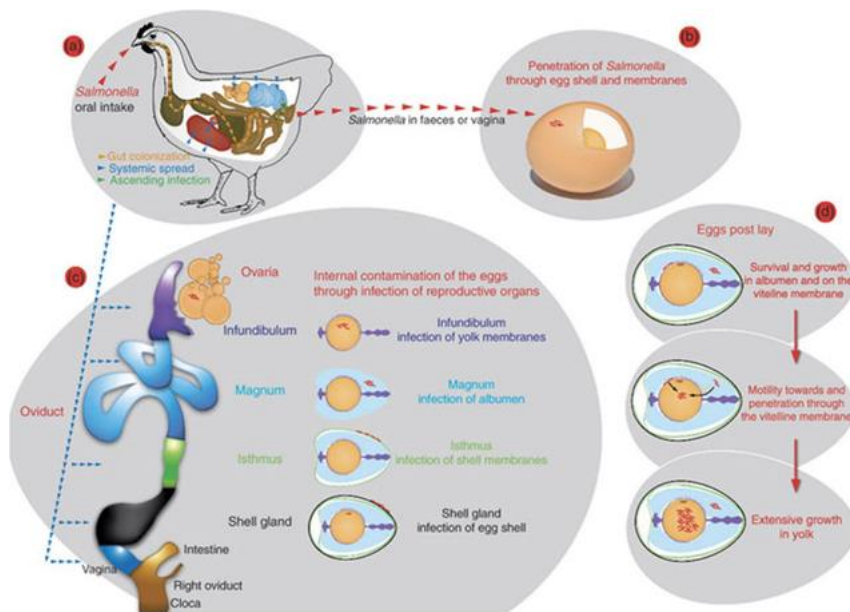 (a)
Salmonella
oral intake
Gut colonization
Systemic spread
Ascending infection
Salmonella in faeces or vagina
(b)
Penetration of Salmonella
through egg shell and membranes
(c)
Ovaria
Internal contamination of the eggs
through infection of reproductive organs
Infundibulum
Infundibulum
infection of yolk membranes
Magnum
Magnum
infection of albumen
Oviduct
Isthmus
Isthmus
infection of shell membranes
Shell gland
Shell gland
infection of egg shell
Intestine
Vagina
Right oviduct
Cloca
(d)
Eggs post lay
Survival and growth
in albumen and on the
vitelline membrane
Motility towards and
penetration through
the vitelline membrane
Extensive growth
in yolk